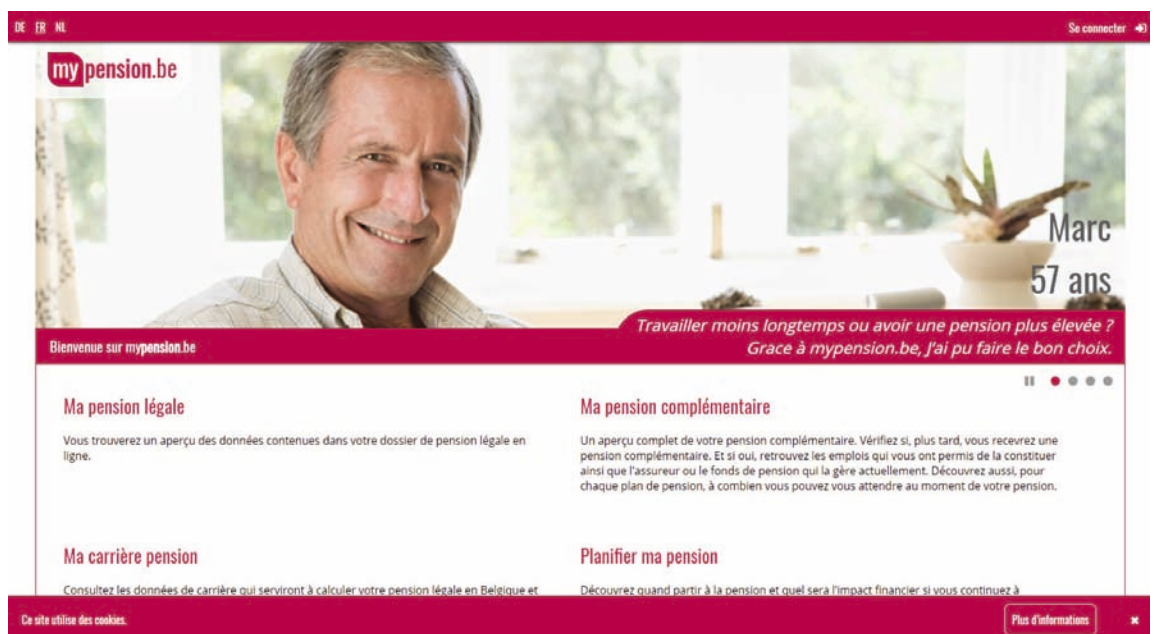 DE FR NL
Se connecter
mypension.be
Marc
57 ans
Travailler moins longtemps ou avoir une pension plus élevée ?
Grace à mypension.be, J'ai pu faire le bon choix.
Bienvenue sur mypension.be
Ma pension légale
Vous trouverez un aperçu des données contenues dans votre dossier de pension légale en
ligne.
Ma pension complémentaire
Un aperçu complet de votre pension complémentaire. Vérifiez si, plus tard, vous recevrez une
pension complémentaire. Et si oui, retrouvez les emplois qui vous ont permis de la constituer
ainsi que l'assureur ou le fonds de pension qui la gère actuellement. Découvrez aussi, pour
chaque plan de pension, à combien vous pouvez vous attendre au moment de votre pension.
Ma carrière pension
Consultez les données de carrière qui serviront à calculer votre pension légale en Belgique et
Planifier ma pension
Découvrez quand partir à la pension et quel sera l'impact financier si vous continuez à
Ce site utilise des cookies.
Plus d'informations